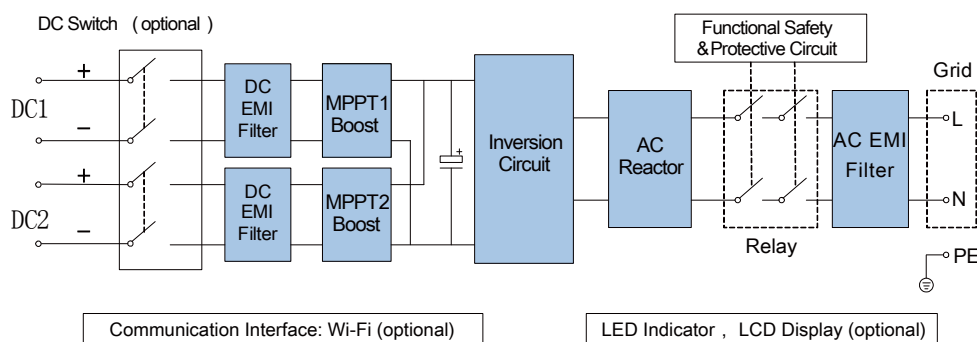 DC Switch （optional）
Functional Safety
& Protective Circuit
Grid
+
DC1
−
+
DC2
−
DC
EMI
Filter
DC
EMI
Filter
MPPT1
Boost
MPPT2
Boost
+
Inversion
Circuit
AC
Reactor
Relay
AC EMI
Filter
L
N
PE
Communication Interface: Wi-Fi (optional)
LED Indicator ，LCD Display (optional)